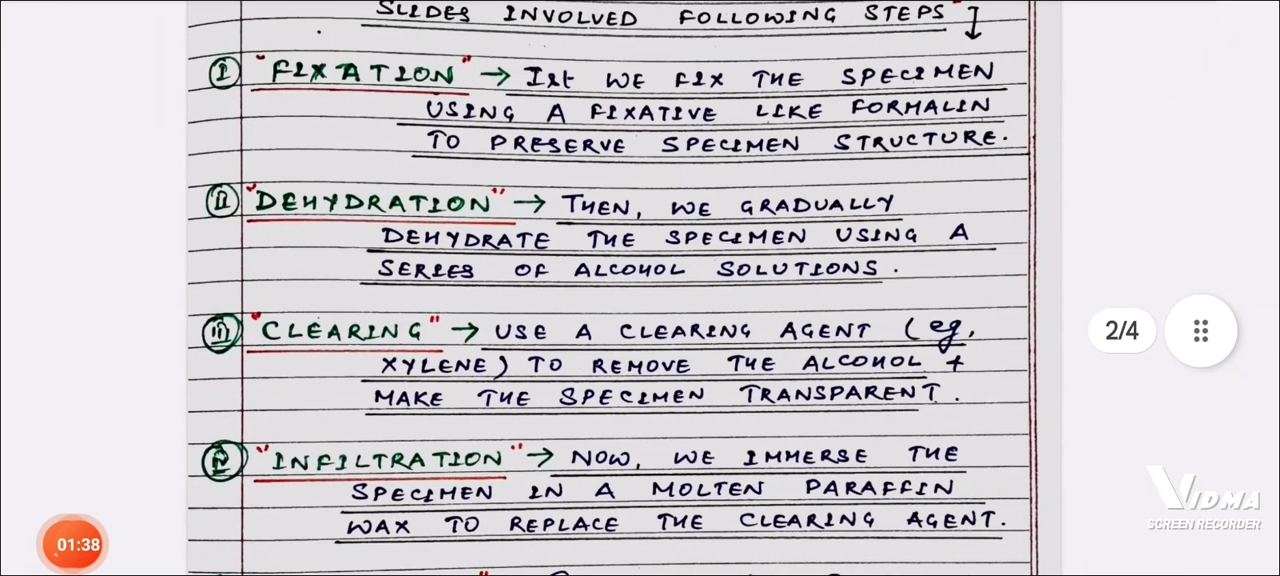 SLIDES INVOLVED FOLLOWING STEPS"
I "FIXATION" → Ist WE FIX THE SPECIMEN
USING A FIXATIVE LIKE FORMALIN
TO PRESERVE SPECIMEN STRUCTURE.
II "DEHYDRATION" → THEN, WE GRADUALLY
DEHYDRATE THE SPECIMEN USING A
SERIES OF ALCOHOL SOLUTIONS.
III "CLEARING" → USE A CLEARING AGENT (eg,
XYLENE) TO REMOVE THE ALCOHOL +
MAKE THE SPECIMEN TRANSPARENT.
IV "INFILTRATION" → NOW, WE IMMERSE THE
SPECIMEN IN A MOLTEN PARAFFIN
WAX TO REPLACE THE CLEARING AGENT.
2/4
01:38
VIDMA
SCREEN RECORDER